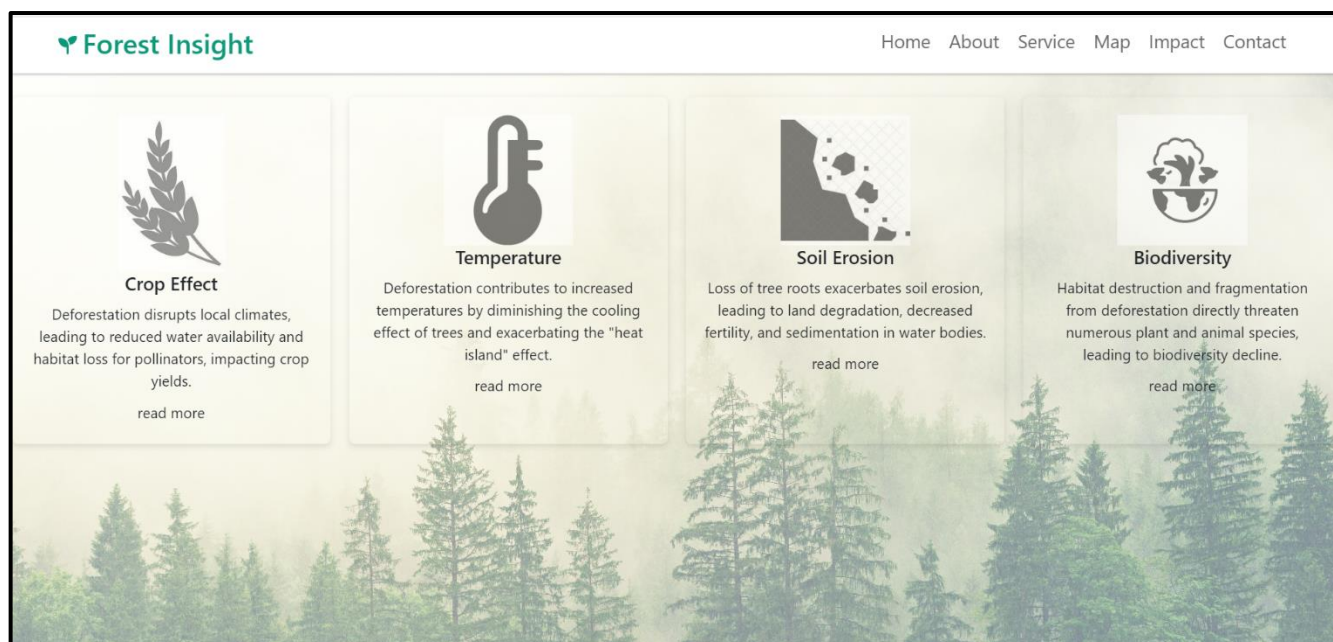 Forest Insight
Home About Service Map Impact Contact
Crop Effect
Deforestation disrupts local climates,
leading to reduced water availability and
habitat loss for pollinators, impacting crop
yields.
read more
Temperature
Deforestation contributes to increased
temperatures by diminishing the cooling
effect of trees and exacerbating the "heat
island" effect.
read more
Soil Erosion
Loss of tree roots exacerbates soil erosion,
leading to land degradation, decreased
fertility, and sedimentation in water bodies.
read more
Biodiversity
Habitat destruction and fragmentation
from deforestation directly threaten
numerous plant and animal species,
leading to biodiversity decline.
read more